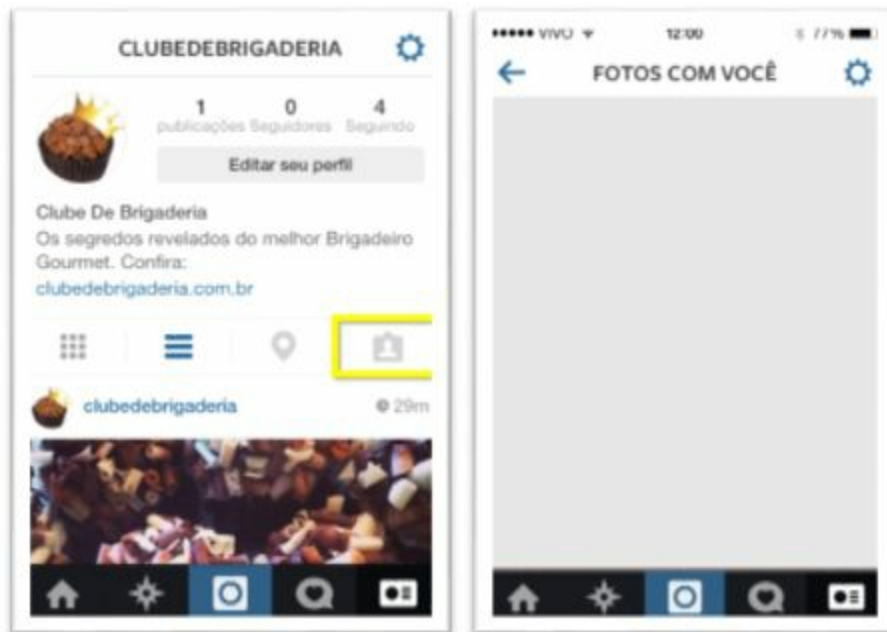 CLUBEDEBRIGADERIA
1 0 4
publicações Seguidores Seguindo
Editar seu perfil
Clube De Brigaderia
Os segredos revelados do melhor Brigadeiro
Gourmet. Confira:
clubedebrigaderia.com.br
clubedebrigaderia 29m
VIVO 12:00 77%
FOTOS COM VOCÊ